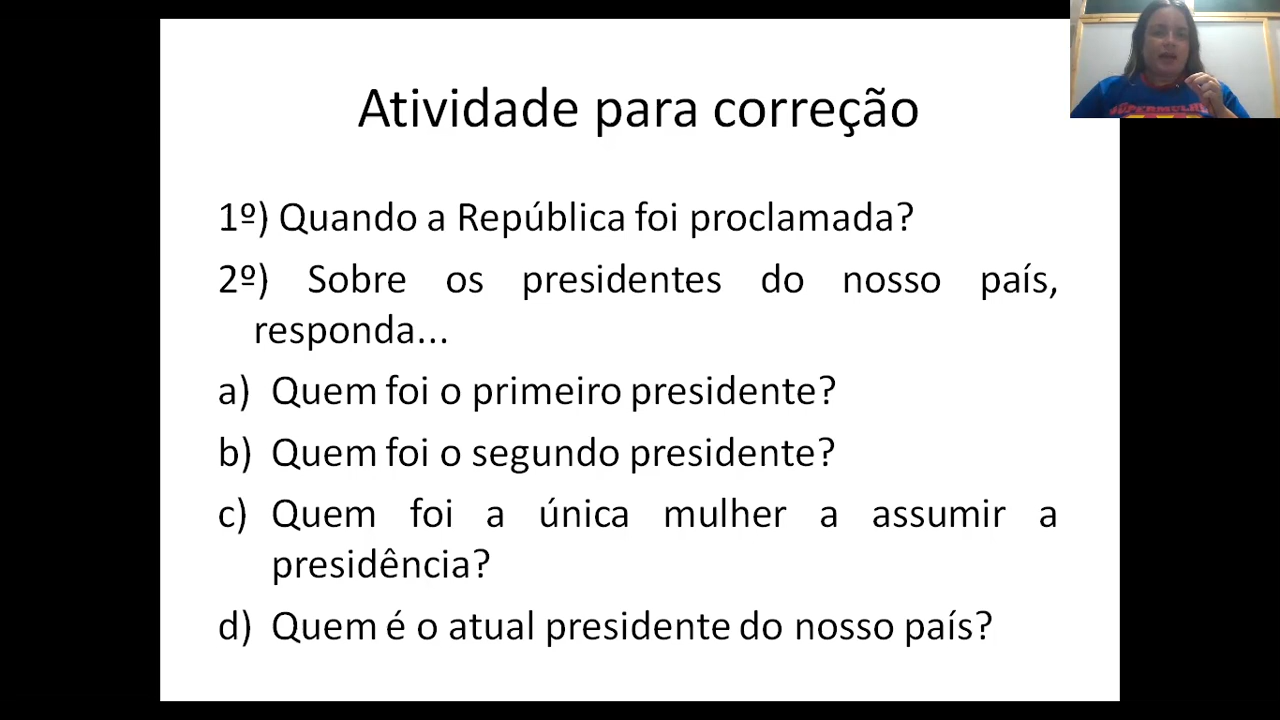 Atividade para correção
1º) Quando a República foi proclamada?
2º) Sobre os presidentes do nosso país,
responda...
a) Quem foi o primeiro presidente?
b) Quem foi o segundo presidente?
c) Quem foi a única mulher a assumir a
presidência?
d) Quem é o atual presidente do nosso país?